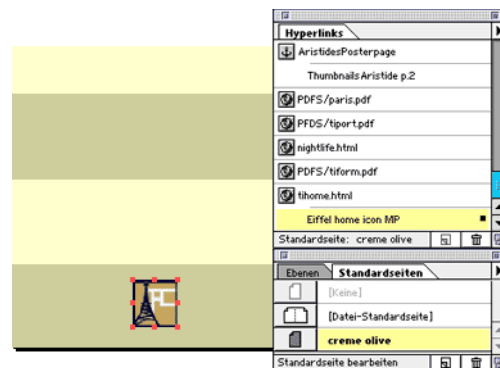 Hyperlinks
AristidesPosterpage
Thumbnails Aristide p.2
PDFS/paris.pdf
PFDS/tiport.pdf
nightlife.html
PDFS/tiform.pdf
tihome.html
Eiffel home icon MP
Standardseite: creme olive
Ebenen Standardseiten
[Keine]
[Datei-Standardseite]
creme olive
Standardseite bearbeiten